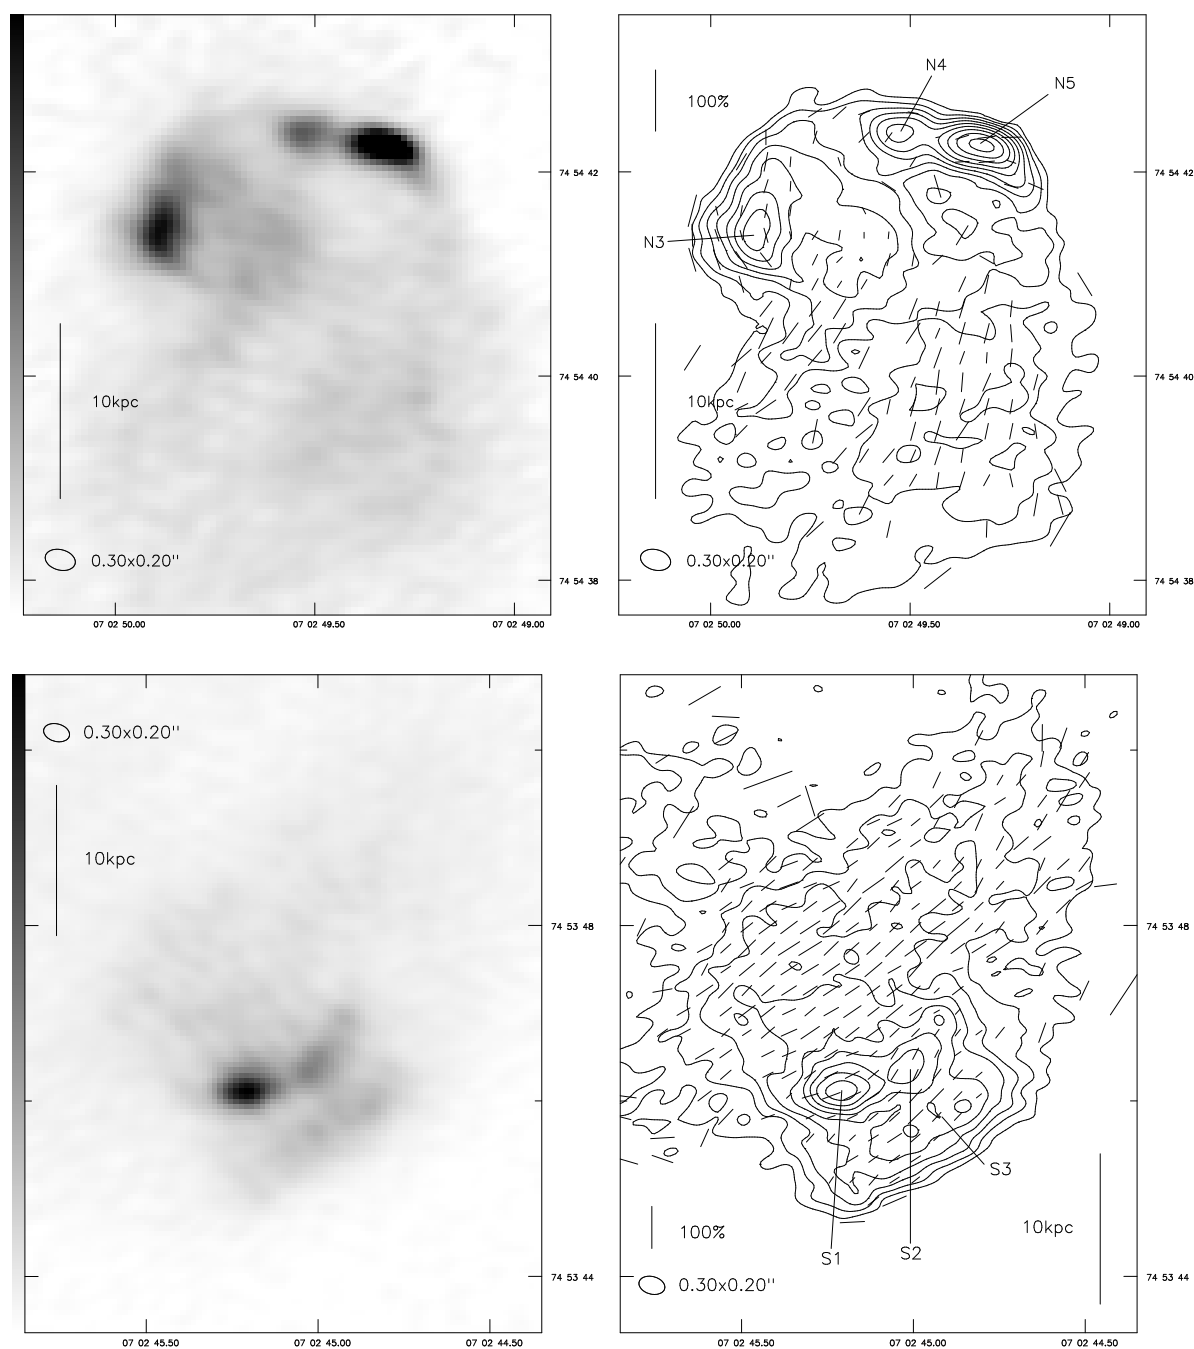 N4
N5
100%
74 54 42
74 54 42
N3
74 54 40
74 54 40
10kpc
10kpc
0.30x0.20"
0.30x0.20"
74 54 38
74 54 38
07 02 50.00
07 02 49.50
07 02 49.00
07 02 50.00
07 02 49.50
07 02 49.00
0.30x0.20"
10kpc
74 53 48
74 53 48
S3
100%
10kpc
S1
S2
74 53 44
74 53 44
0.30x0.20"
07 02 45.50
07 02 45.00
07 02 44.50
07 02 45.50
07 02 45.00
07 02 44.50